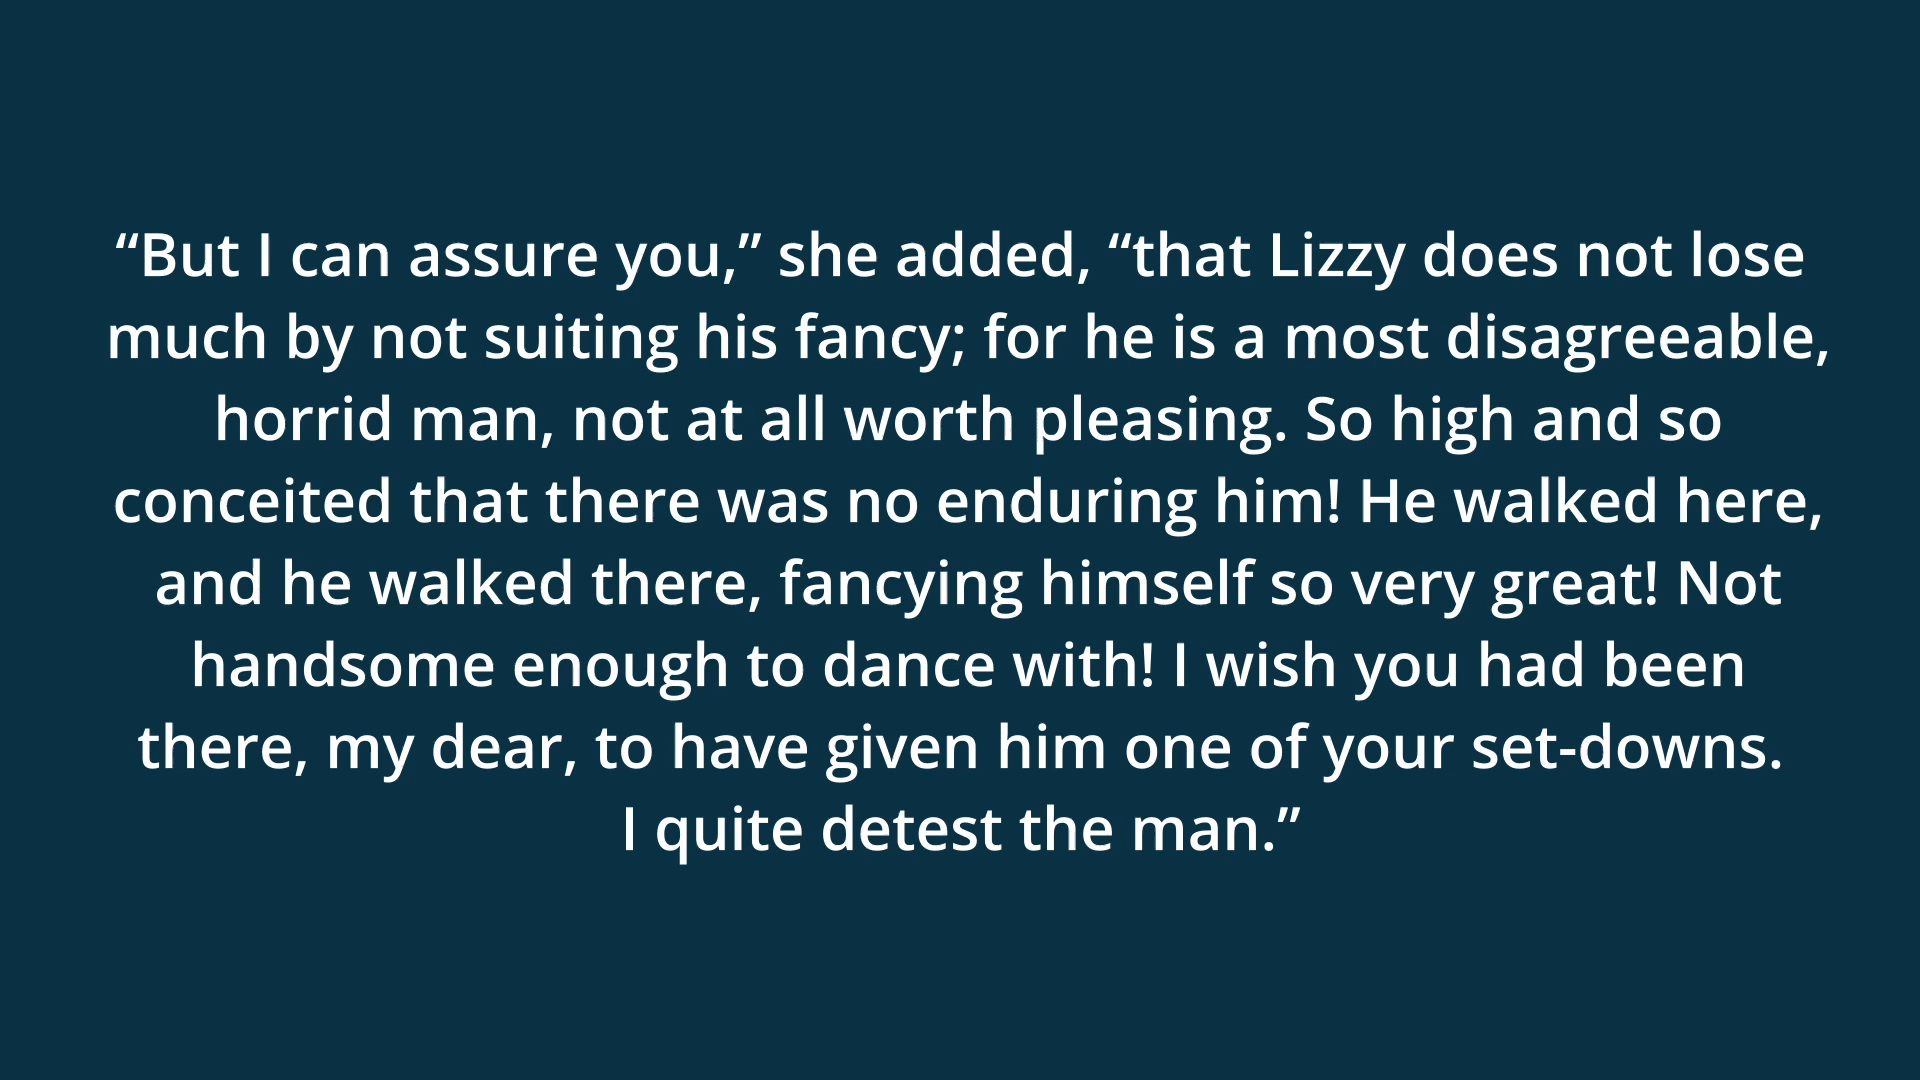 “But I can assure you,” she added, “that Lizzy does not lose
much by not suiting his fancy; for he is a most disagreeable,
horrid man, not at all worth pleasing. So high and so
conceited that there was no enduring him! He walked here,
and he walked there, fancying himself so very great! Not
handsome enough to dance with! I wish you had been
there, my dear, to have given him one of your set-downs.
I quite detest the man.”